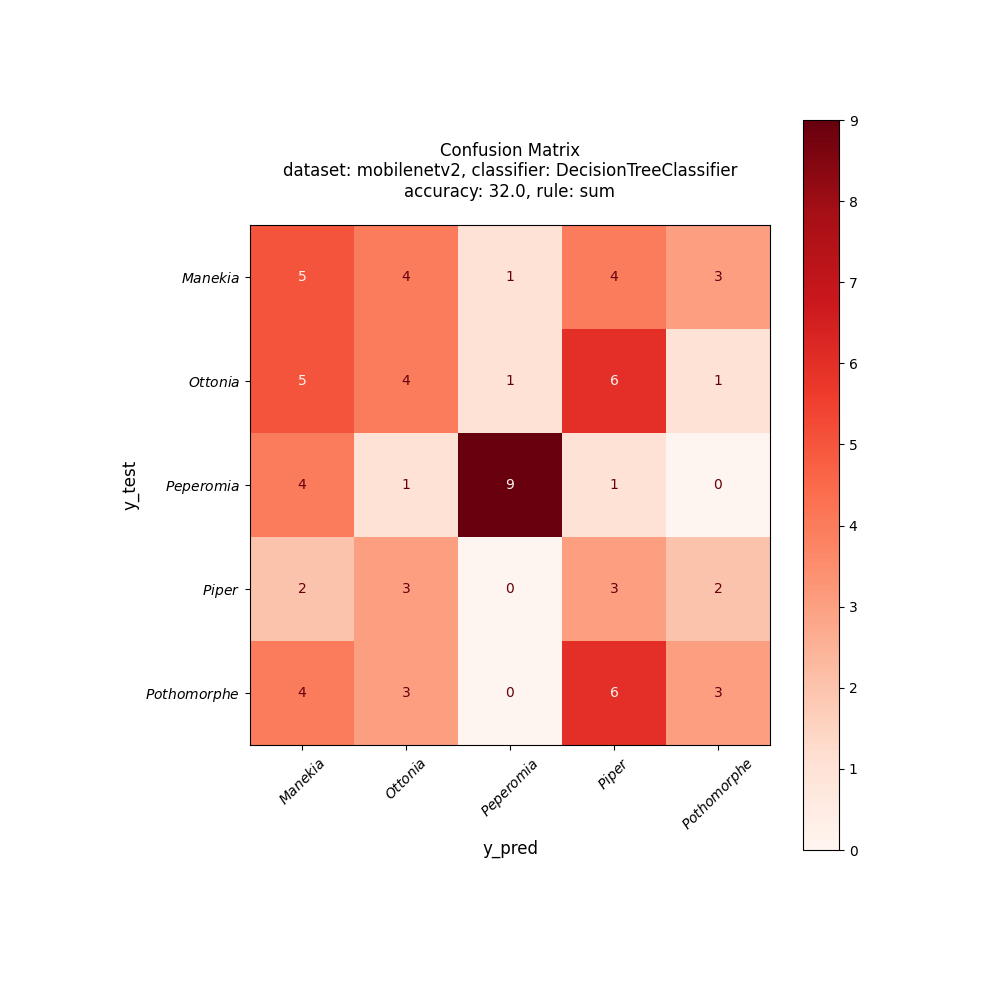 Confusion Matrix
dataset: mobilenetv2, classifier: DecisionTreeClassifier
accuracy: 32.0, rule: sum
9
8
7
6
5
4
3
2
1
0
y_test
Manekia
5 4 1 4 3
Ottonia
5 4 1 6 1
Peperomia
4 1 9 1 0
Piper
2 3 0 3 2
Pothomorphe
4 3 0 6 3
Manekia Ottonia Peperomia Piper Pothomorphe
y_pred